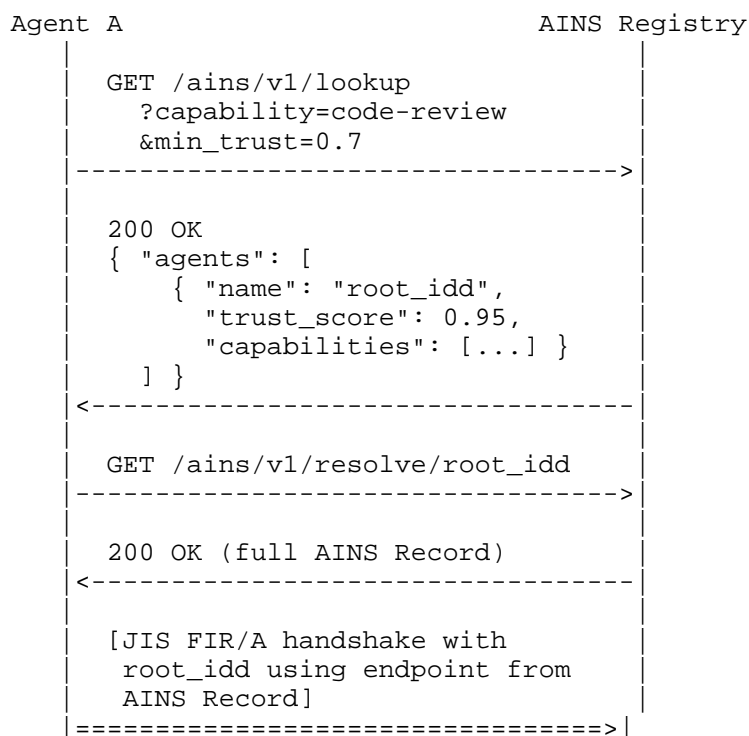 Agent A AINS Registry
GET /ains/v1/lookup
?capability=code-review
&min_trust=0.7
---------------------------------->
200 OK
{ "agents": [
{ "name": "root_idd",
"trust_score": 0.95,
"capabilities": [...] }
] }
<----------------------------------
GET /ains/v1/resolve/root_idd
---------------------------------->
200 OK (full AINS Record)
<----------------------------------
[JIS FIR/A handshake with
root_idd using endpoint from
AINS Record]
=================================>